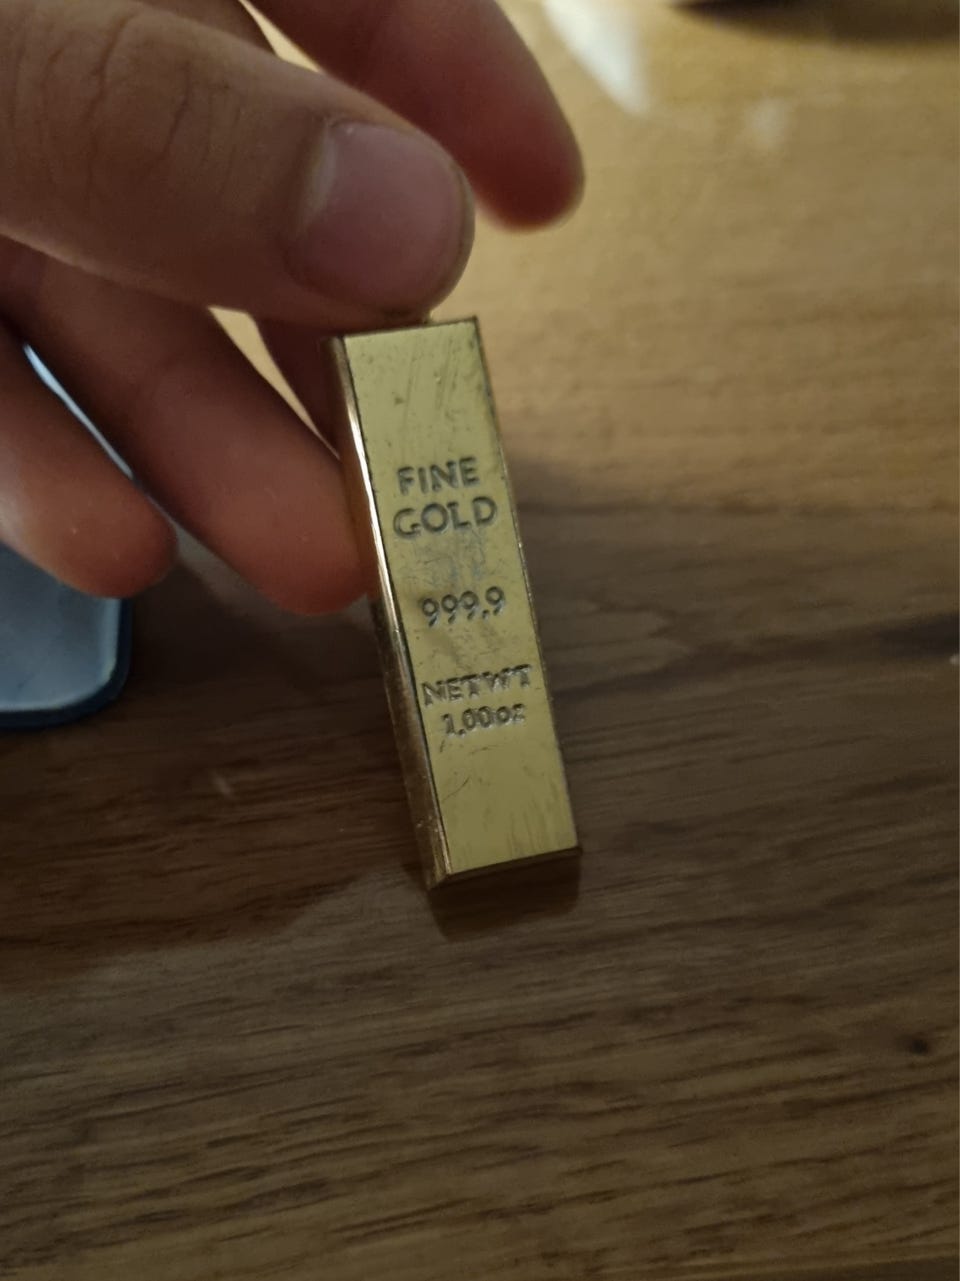 FINE
GOLD
999,9
NETWT
1,00oz